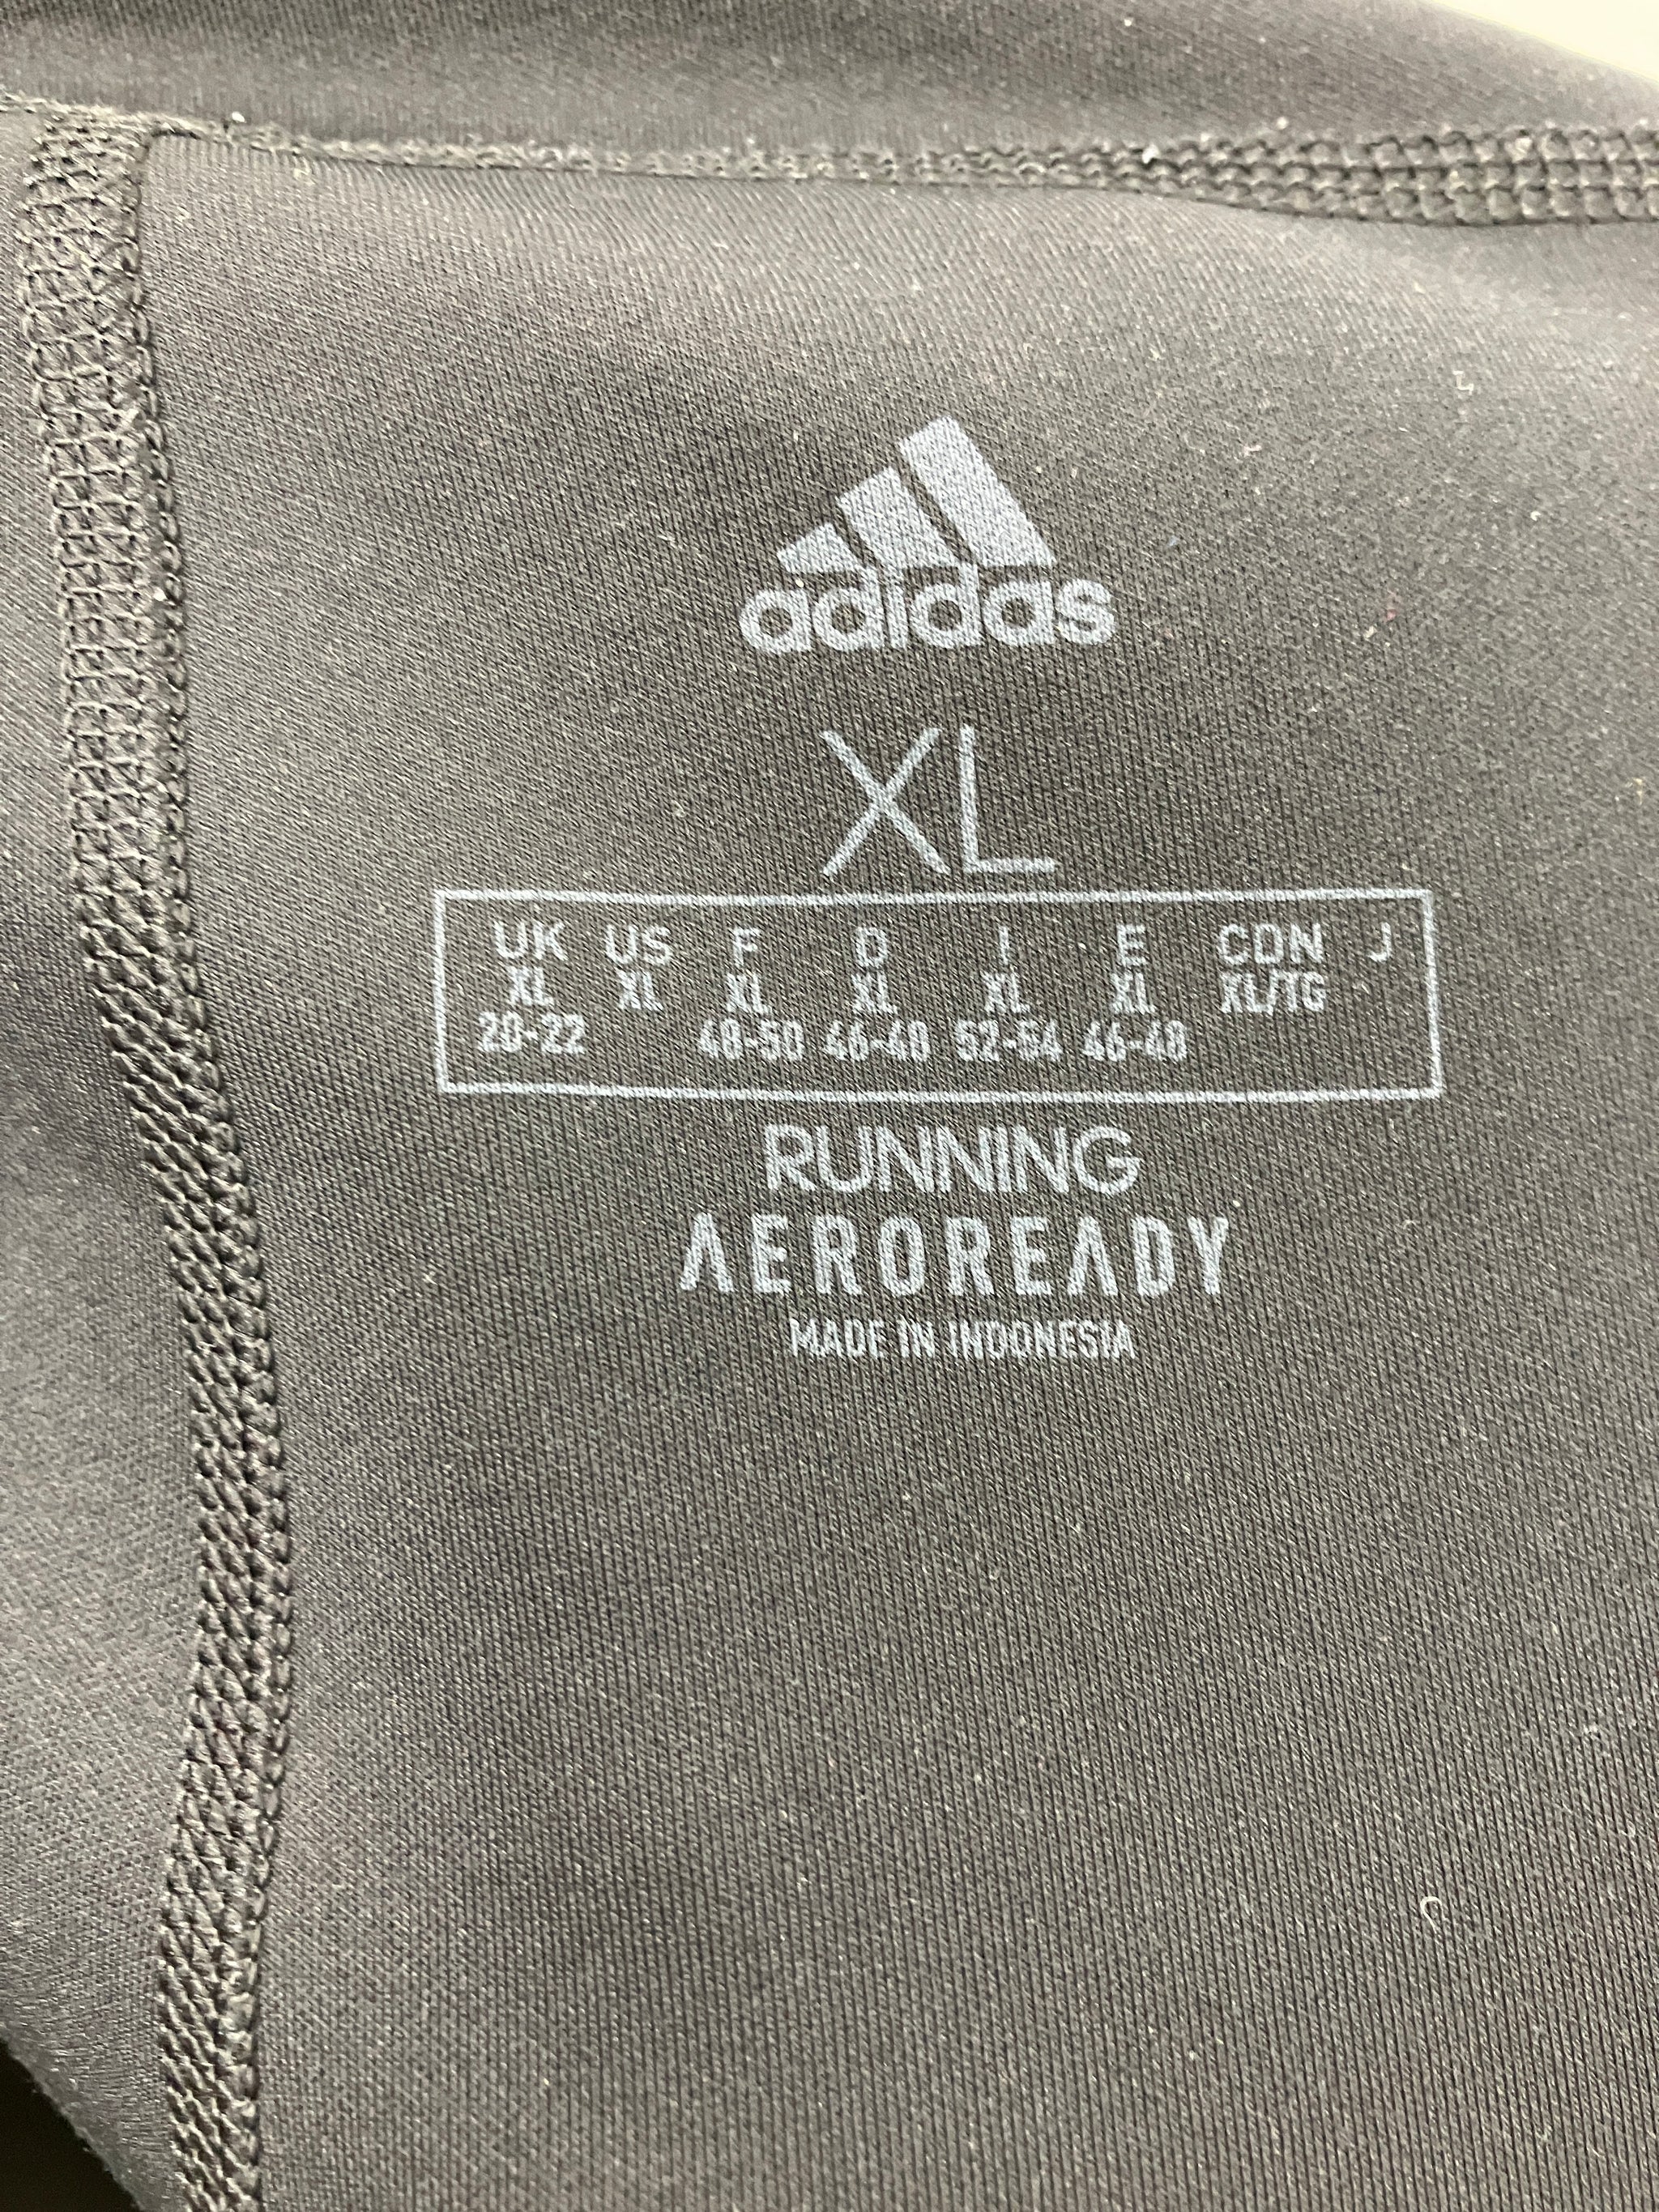 adidas
XL
UK US F D I E CDN J
XL XL XL XL XL XL XL/TG
20-22 48-50 46-48 52-54 46-48
RUNNING
AEROREADY
MADE IN INDONESIA